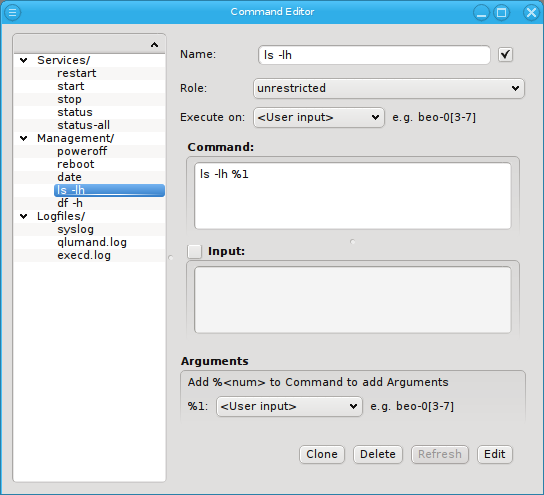 Command Editor
Services/
restart
start
stop
status
status-all
Management/
poweroff
reboot
date
ls -lh
df -h
Logfiles/
syslog
qlumand.log
execd.log
Name: ls -lh
Role: unrestricted
Execute on: <User input> e.g. beo-0[3-7]
Command:
ls -lh %1
Input:
Arguments
Add %<num> to Command to add Arguments
%1: <User input> e.g. beo-0[3-7]
Clone Delete Refresh Edit